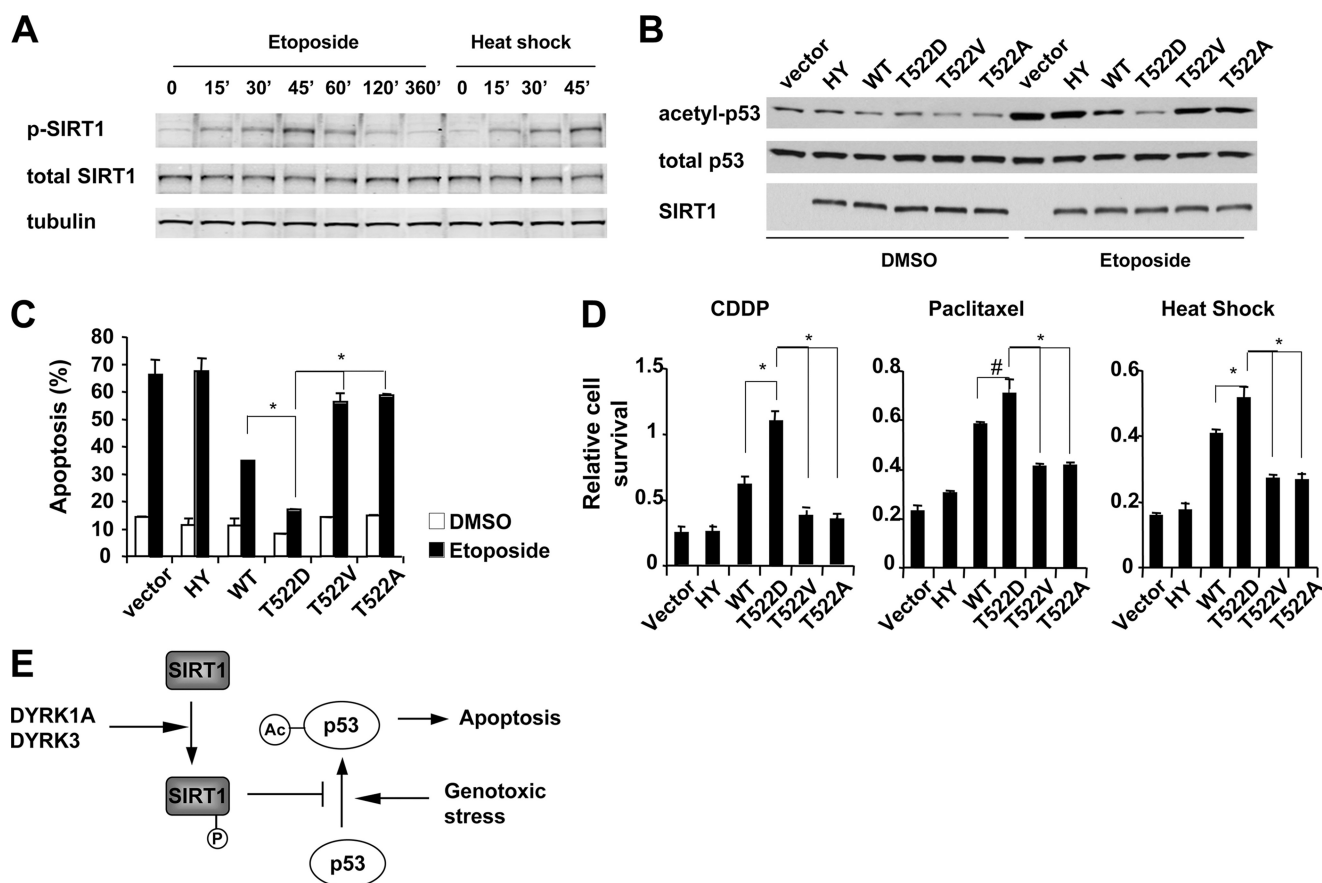 A
Etoposide Heat shock
0 15’ 30’ 45’ 60’ 120’ 360’ 0 15’ 30’ 45’
p-SIRT1
total SIRT1
tubulin
B
vector HY WT T522D T522V T522A vector HY WT T522D T522V T522A
acetyl-p53
total p53
SIRT1
DMSO Etoposide
C
Apoptosis (%)
80
70
60
50
40
30
20
10
0
* *
DMSO
Etoposide
vector HY WT T522D T522V T522A
D
Relative cell survival
CDDP
1.5
1
0.5
0
* *
Vector HY WT T522D T522V T522A
Paclitaxel
0.8
0.6
0.4
0.2
0
# *
Vector HY WT T522D T522V T522A
Heat Shock
0.6
0.4
0.2
0
* *
Vector HY WT T522D T522V T522A
E
SIRT1
DYRK1A
DYRK3
SIRT1
P
Ac
p53
Apoptosis
Genotoxic
stress
p53